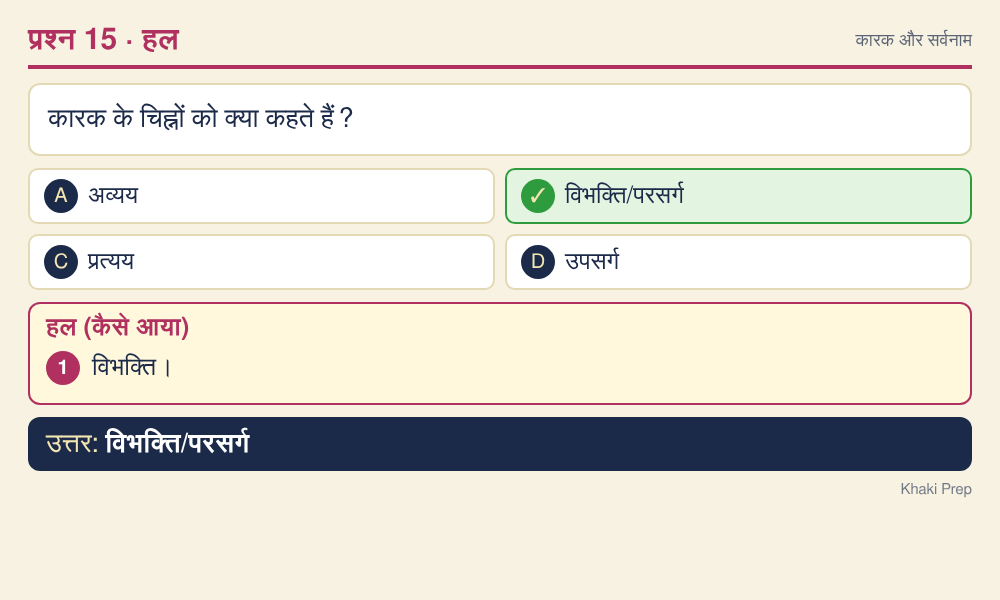 प्रश्न 15 · हल
कारक और सर्वनाम
कारक के चिह्नों को क्या कहते हैं ?
A अव्यय
✓ विभक्ति/परसर्ग
C प्रत्यय
D उपसर्ग
हल (कैसे आया)
1 विभक्ति।
उत्तर: विभक्ति/परसर्ग
Khaki Prep